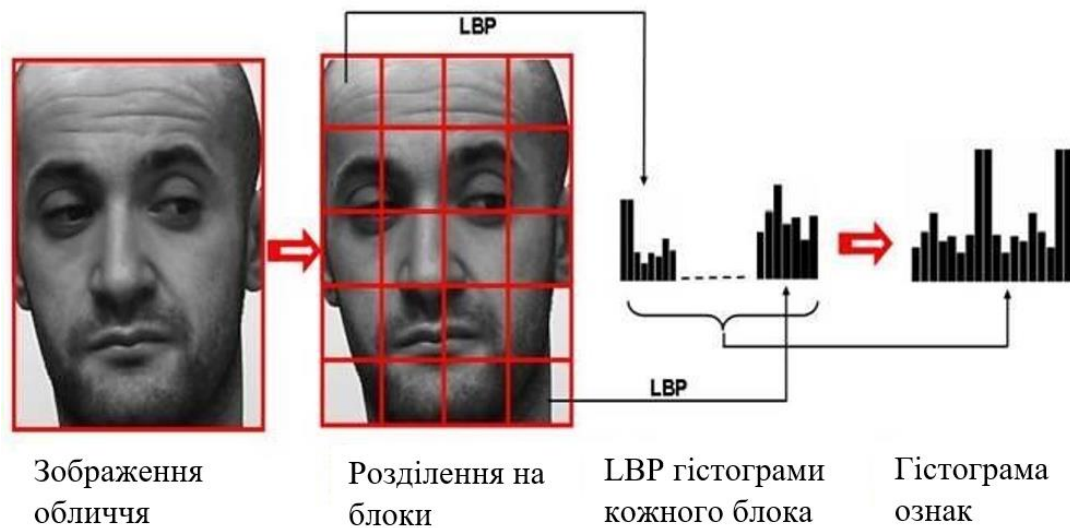 LBP
LBP
Зображення
обличчя
Розділення на
блоки
LBP гістограми
кожного блока
Гістограма
ознак